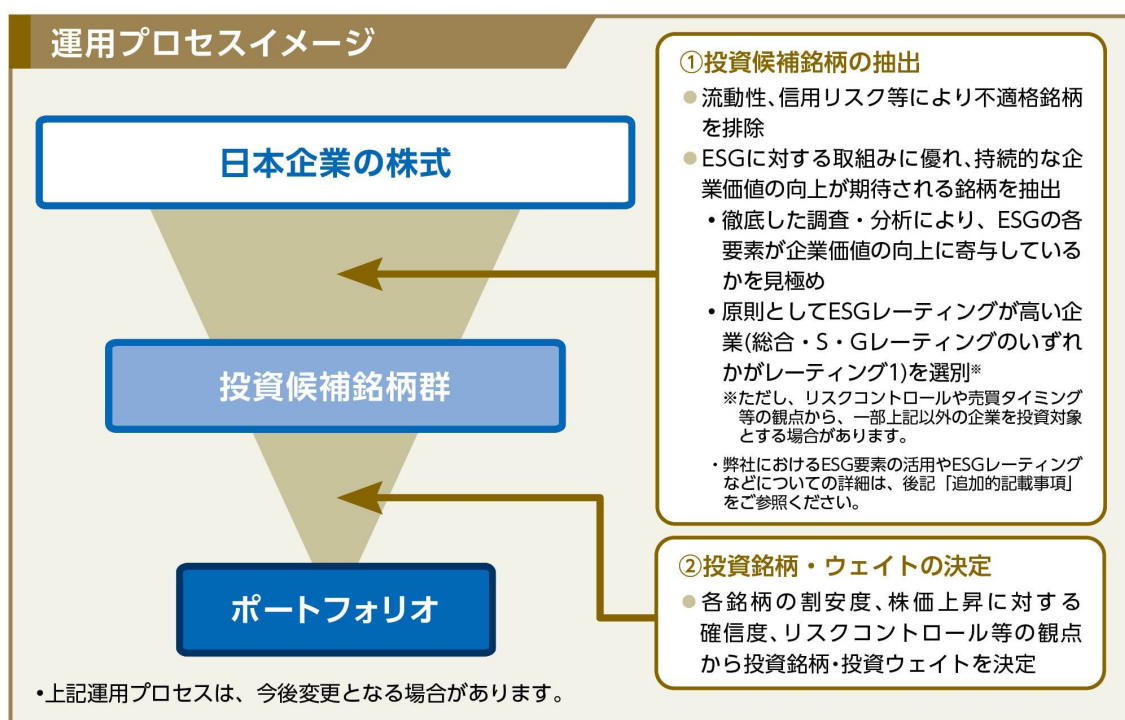 運用プロセスイメージ
日本企業の株式
投資候補銘柄群
ポートフォリオ
•上記運用プロセスは、今後変更となる場合があります。
①投資候補銘柄の抽出
●流動性、信用リスク等により不適格銘柄
を排除
●ESGに対する取組みに優れ、持続的な企
業価値の向上が期待される銘柄を抽出
•徹底した調査・分析により、ESGの各
要素が企業価値の向上に寄与している
かを見極め
•原則としてESGレーティングが高い企
業(総合・S・Gレーティングのいずれ
かがレーティング1)を選別※
※ただし、リスクコントロールや売買タイミング
等の観点から、一部上記以外の企業を投資対象
とする場合があります。
・弊社におけるESG要素の活用やESGレーティング
などについての詳細は、後記「追加的記載事項」
をご参照ください。
②投資銘柄・ウェイトの決定
●各銘柄の割安度、株価上昇に対する
確信度、リスクコントロール等の観点
から投資銘柄・投資ウェイトを決定